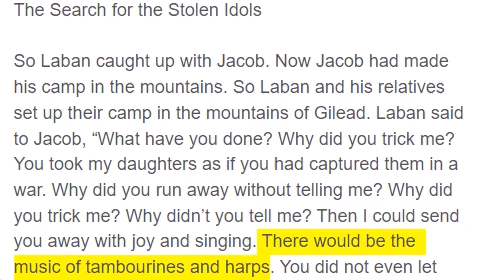 The Search for the Stolen Idols
So Laban caught up with Jacob. Now Jacob had made
his camp in the mountains. So Laban and his relatives
set up their camp in the mountains of Gilead. Laban said
to Jacob, “What have you done? Why did you trick me?
You took my daughters as if you had captured them in a
war. Why did you run away without telling me? Why did
you trick me? Why didn’t you tell me? Then I could send
you away with joy and singing. There would be the
music of tambourines and harps. You did not even let